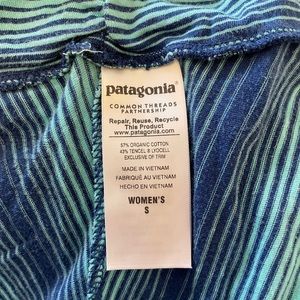 patagonia®
COMMON THREADS
PARTNERSHIP
Repair, Reuse, Recycle
This Product
www.patagonia.com
57% ORGANIC COTTON
43% TENCEL® LYOCELL
EXCLUSIVE OF TRIM
MADE IN VIETNAM
FABRIQUÉ AU VIETNAM
HECHO EN VIETNAM
WOMEN'S
S